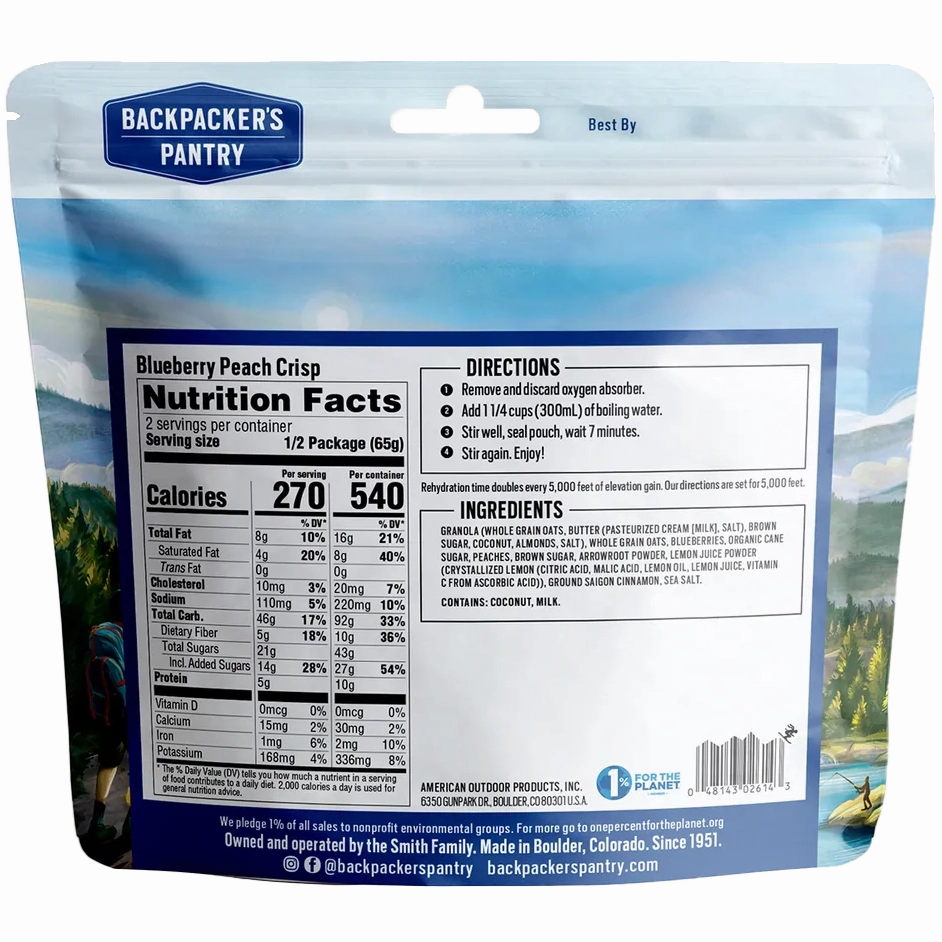 BACKPACKER'S
PANTRY
Best By
Blueberry Peach Crisp
Nutrition Facts
2 servings per container
Serving size 1/2 Package (65g)
Per serving Per container
Calories 270 540
% DV* % DV*
Total Fat 8g 10% 16g 21%
Saturated Fat 4g 20% 8g 40%
Trans Fat 0g 0g
Cholesterol 10mg 3% 20mg 7%
Sodium 110mg 5% 220mg 10%
Total Carb. 46g 17% 92g 33%
Dietary Fiber 5g 18% 10g 36%
Total Sugars 21g 43g
Incl. Added Sugars 14g 28% 27g 54%
Protein 5g 10g
Vitamin D 0mcg 0% 0mcg 0%
Calcium 15mg 2% 30mg 2%
Iron 1mg 6% 2mg 10%
Potassium 168mg 4% 336mg 8%
* The % Daily Value (DV) tells you how much a nutrient in a serving
of food contributes to a daily diet. 2,000 calories a day is used for
general nutrition advice.
DIRECTIONS
1 Remove and discard oxygen absorber.
2 Add 1 1/4 cups (300mL) of boiling water.
3 Stir well, seal pouch, wait 7 minutes.
4 Stir again. Enjoy!
Rehydration time doubles every 5,000 feet of elevation gain. Our directions are set for 5,000 feet.
INGREDIENTS
GRANOLA (WHOLE GRAIN OATS, BUTTER (PASTEURIZED CREAM [MILK], SALT), BROWN
SUGAR, COCONUT, ALMONDS, SALT), WHOLE GRAIN OATS, BLUEBERRIES, ORGANIC CANE
SUGAR, PEACHES, BROWN SUGAR, ARROWROOT POWDER, LEMON JUICE POWDER
(CRYSTALLIZED LEMON (CITRIC ACID, MALIC ACID, LEMON OIL, LEMON JUICE, VITAMIN
C FROM ASCORBIC ACID)), GROUND SAIGON CINNAMON, SEA SALT.
CONTAINS: COCONUT, MILK.
AMERICAN OUTDOOR PRODUCTS, INC.
6350 GUNPARK DR., BOULDER, CO 80301 U.S.A.
1% FOR THE
PLANET
0 48143 02614 3
We pledge 1% of all sales to nonprofit environmental groups. For more go to onepercentfortheplanet.org
Owned and operated by the Smith Family. Made in Boulder, Colorado. Since 1951.
@backpackerspantry backpackerspantry.com